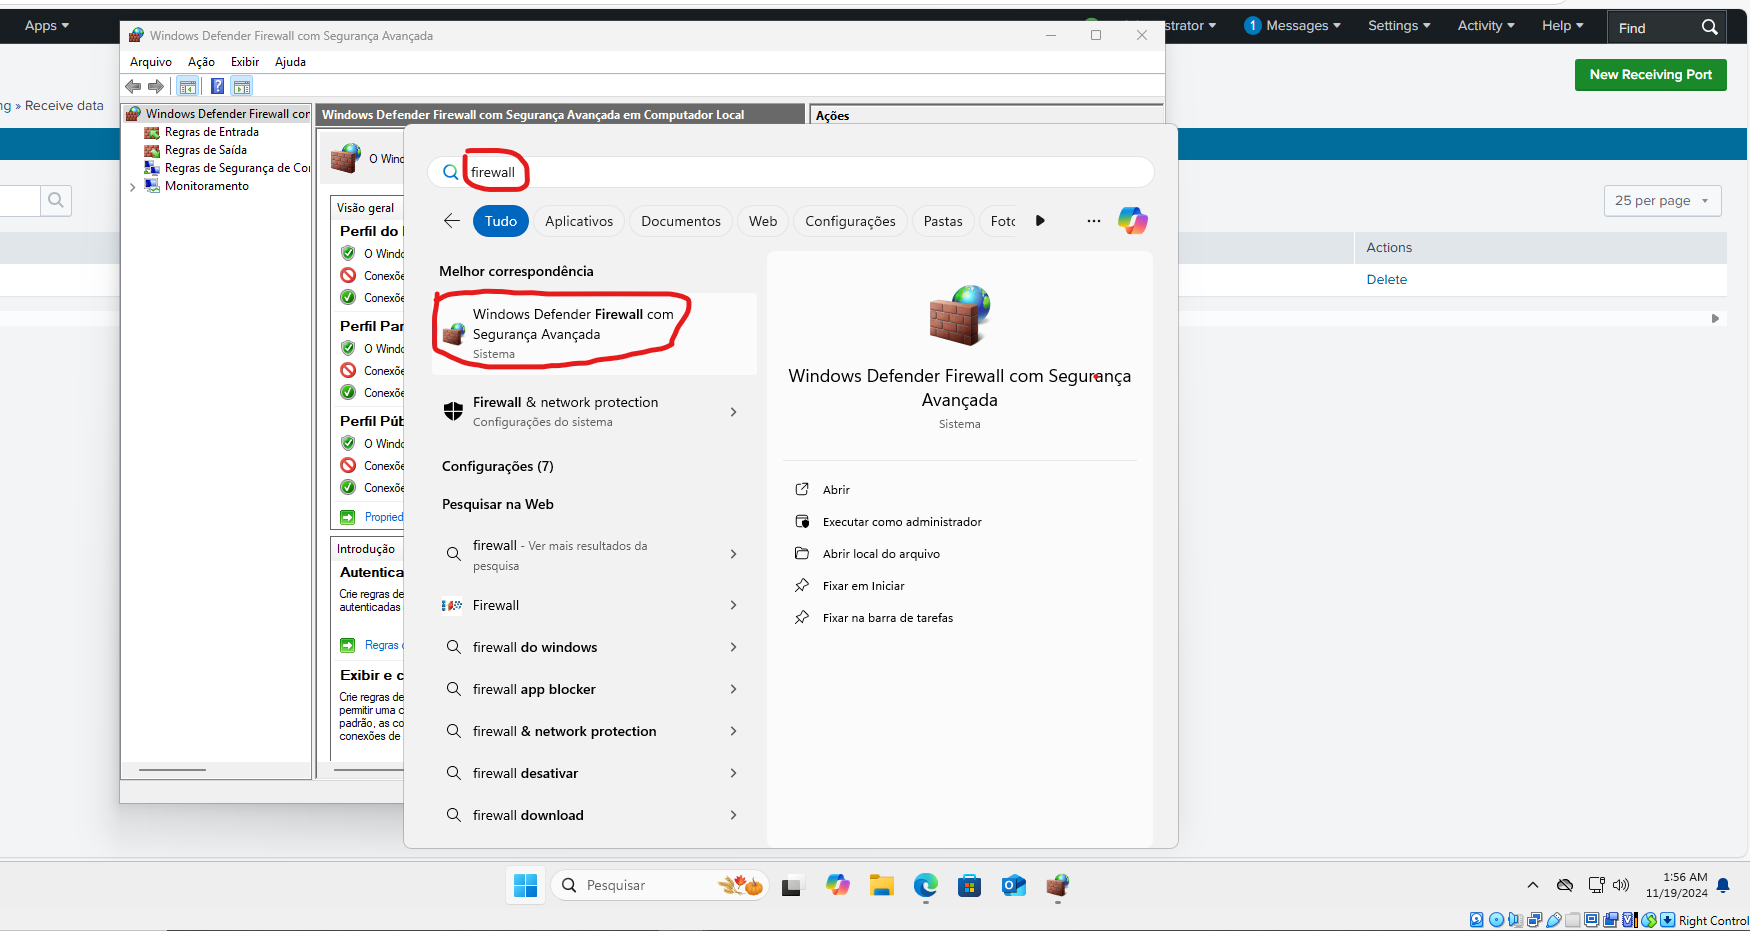 Apps
strator
1
Messages
Settings
Activity
Help
Find
Windows Defender Firewall com Segurança Avançada
Arquivo
Ação
Exibir
Ajuda
New Receiving Port
» Receive data
Windows Defender Firewall cor
Regras de Entrada
Regras de Saída
Regras de Segurança de Co
Monitoramento
Windows Defender Firewall com Segurança Avançada em Computador Local
Ações
O Winc
Visão geral
Perfil do
O Windo
Conexõe
Conexõe
Perfil Par
O Windo
Conexõe
Conexõe
Perfil Púb
O Windo
Conexõe
Conexõe
Propried
Introdução
Autentica
Crie regras de
autenticadas
Regras
Exibir e c
Crie regras de
permitir uma c
padrão, as co
conexões de
firewall
Tudo
Aplicativos
Documentos
Web
Configurações
Pastas
Fotc
Melhor correspondência
Windows Defender Firewall com
Segurança Avançada
Sistema
Firewall & network protection
Configurações do sistema
Configurações (7)
Pesquisar na Web
firewall - Ver mais resultados da
pesquisa
Firewall
firewall do windows
firewall app blocker
firewall & network protection
firewall desativar
firewall download
Windows Defender Firewall com Segurança
Avançada
Sistema
Abrir
Executar como administrador
Abrir local do arquivo
Fixar em Iniciar
Fixar na barra de tarefas
25 per page
Actions
Delete
Pesquisar
1:56 AM
11/19/2024
Right Control